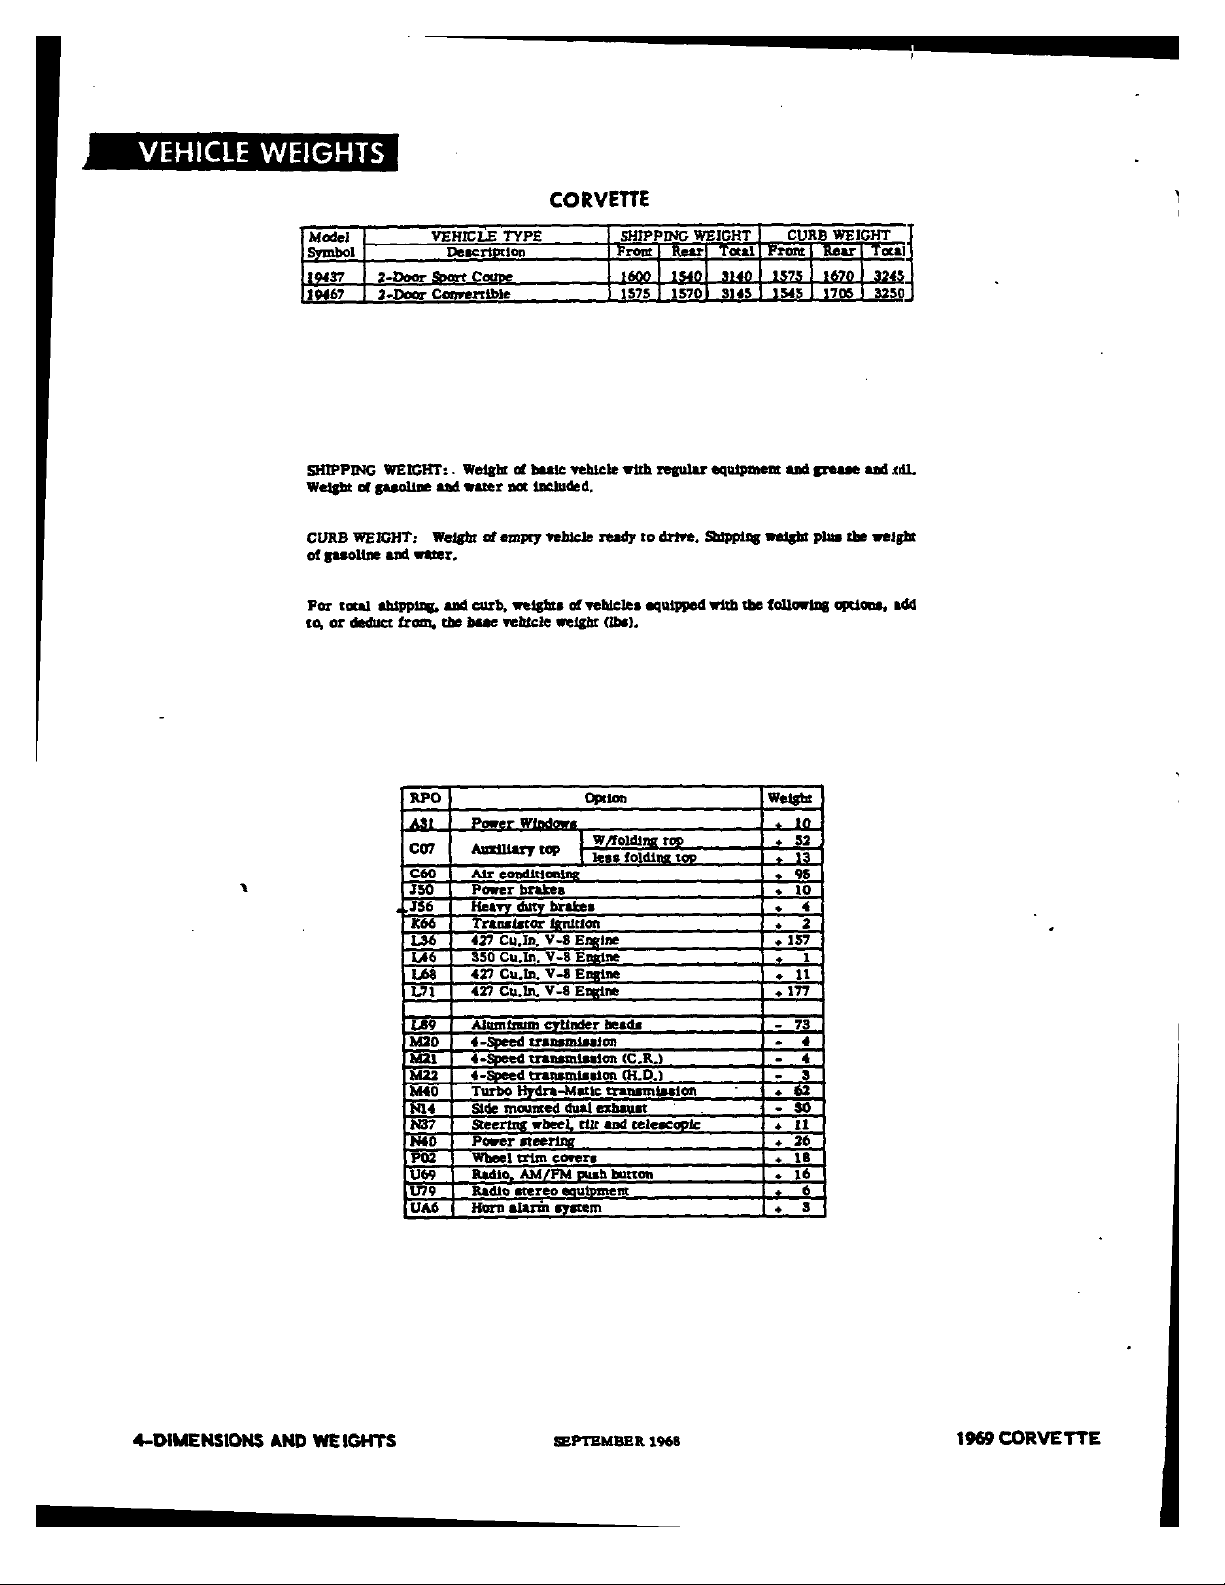 VEHICLE WEIGHTS
CORVETTE
Model Symbol VEHICLE TYPE Description SHIPPING WEIGHT CURB WEIGHT
Front Rear Total Front Rear Total
19437 2-Door Sport Coupe 1600 1540 3140 1575 1670 3245
19467 2-Door Convertible 1575 1570 3145 1545 1705 3250
SHIPPING WEIGHT: . Weight of basic vehicle with regular equipment and grease and oil.
Weight of gasoline and water not included.
CURB WEIGHT: Weight of empty vehicle ready to drive. Shipping weight plus the weight
of gasoline and water.
For total shipping, and curb, weights of vehicles equipped with the following options, add
to, or deduct from, the base vehicle weight (lbs).
RPO Option Weight
A31 Power Windows + 10
C07 Auxiliary top W/folding top + 52
less folding top + 13
C60 Air conditioning +
J50 Power brakes + 10
J56 Heavy duty brakes + 4
K66 Transistor ignition + 2
L36 427 Cu.In. V-8 Engine + 157
L46 350 Cu.In. V-8 Engine + 1
L68 427 Cu.In. V-8 Engine + 11
L71 427 Cu.In. V-8 Engine + 177
L89 Aluminum cylinder heads - 73
M20 4-Speed transmission - 4
M21 4-Speed transmission (C.R.) - 4
M22 4-Speed transmission (H.D.) - 3
M40 Turbo Hydra-Matic transmission + 62
N14 Side mounted dual exhaust -
N37 Steering wheel, tilt and telescopic + 11
N40 Power steering + 26
P02 Wheel trim covers + 18
U69 Radio, AM/FM push button + 16
U79 Radio stereo equipment + 6
UA6 Horn alarm system + 3
4-DIMENSIONS AND WEIGHTS
SEPTEMBER 1968
1969 CORVETTE